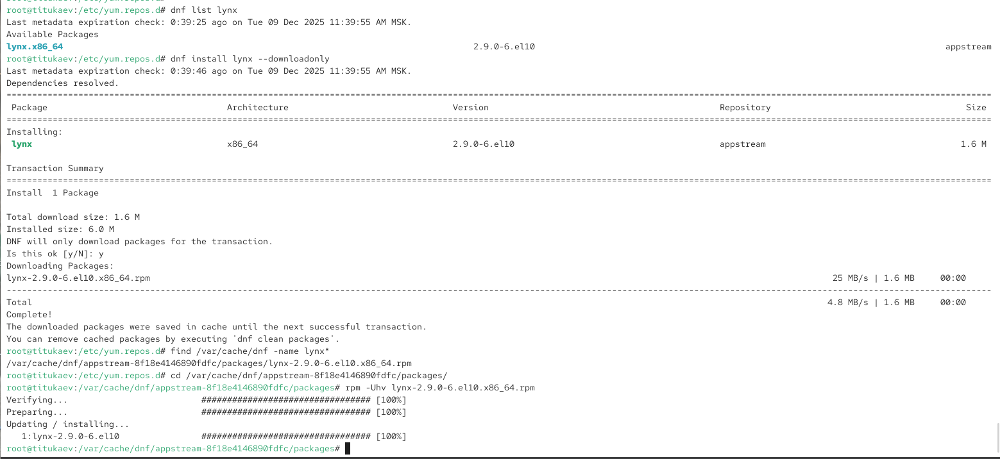 root@titukaev:/etc/yum.repos.d# dnf list lynx
Last metadata expiration check: 0:39:25 ago on Tue 09 Dec 2025 11:39:55 AM MSK.
Available Packages
lynx.x86_64 2.9.0-6.el10 appstream
root@titukaev:/etc/yum.repos.d# dnf install lynx --downloadonly
Last metadata expiration check: 0:39:46 ago on Tue 09 Dec 2025 11:39:55 AM MSK.
Dependencies resolved.
================================================================================
Package Architecture Version Repository Size
================================================================================
Installing:
lynx x86_64 2.9.0-6.el10 appstream 1.6 M
Transaction Summary
================================================================================
Install  1 Package
Total download size: 1.6 M
Installed size: 6.0 M
DNF will only download packages for the transaction.
Is this ok [y/N]: y
Downloading Packages:
lynx-2.9.0-6.el10.x86_64.rpm 25 MB/s | 1.6 MB 00:00
--------------------------------------------------------------------------------
Total 4.8 MB/s | 1.6 MB 00:00
Complete!
The downloaded packages were saved in cache until the next successful transaction.
You can remove cached packages by executing 'dnf clean packages'.
root@titukaev:/etc/yum.repos.d# find /var/cache/dnf -name lynx*
/var/cache/dnf/appstream-8f18e4146890fdfc/packages/lynx-2.9.0-6.el10.x86_64.rpm
root@titukaev:/etc/yum.repos.d# cd /var/cache/dnf/appstream-8f18e4146890fdfc/packages/
root@titukaev:/var/cache/dnf/appstream-8f18e4146890fdfc/packages# rpm -Uhv lynx-2.9.0-6.el10.x86_64.rpm
Verifying... ################################# [100%]
Preparing... ################################# [100%]
Updating / installing...
1:lynx-2.9.0-6.el10 ################################# [100%]
root@titukaev:/var/cache/dnf/appstream-8f18e4146890fdfc/packages#